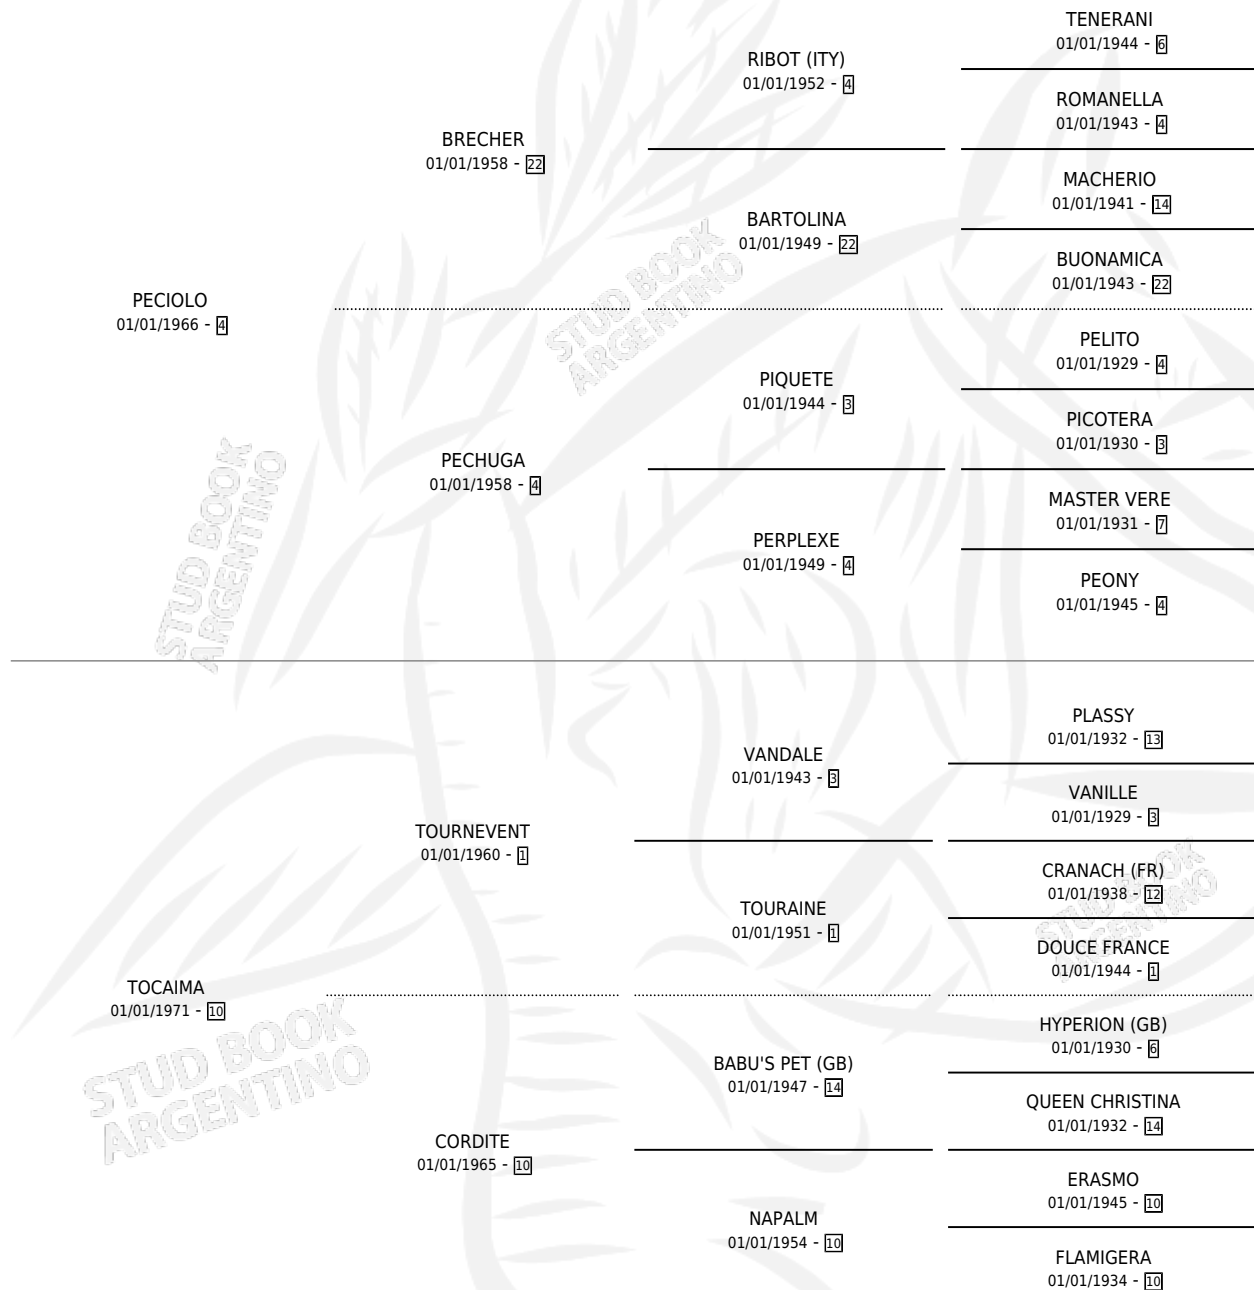 TENERANI
01/01/1944 - 6
RIBOT (ITY)
01/01/1952 - 4
ROMANELLA
01/01/1943 - 4
BRECHER
01/01/1958 - 22
MACHERIO
01/01/1941 - 14
BARTOLINA
01/01/1949 - 22
BUONAMICA
01/01/1943 - 22
PECIOLO
01/01/1966 - 4
PELITO
01/01/1929 - 4
PIQUETE
01/01/1944 - 3
PICOTERA
01/01/1930 - 3
PECHUGA
01/01/1958 - 4
MASTER VERE
01/01/1931 - 7
PERPLEXE
01/01/1949 - 4
PEONY
01/01/1945 - 4
STUD BOOK
ARGENTINO
STUD BOOK
ARGENTINO
PLASSY
01/01/1932 - 13
VANDALE
01/01/1943 - 3
VANILLE
01/01/1929 - 3
TOURNEVENT
01/01/1960 - 1
CRANACH (FR)
01/01/1938 - 12
TOURAINE
01/01/1951 - 1
DOUCE FRANCE
01/01/1944 - 1
TOCAIMA
01/01/1971 - 10
HYPERION (GB)
01/01/1930 - 6
BABU'S PET (GB)
01/01/1947 - 14
QUEEN CHRISTINA
01/01/1932 - 14
CORDITE
01/01/1965 - 10
ERASMO
01/01/1945 - 10
NAPALM
01/01/1954 - 10
FLAMIGERA
01/01/1934 - 10
STUD BOOK
ARGENTINO
STUD BOOK
ARGENTINO